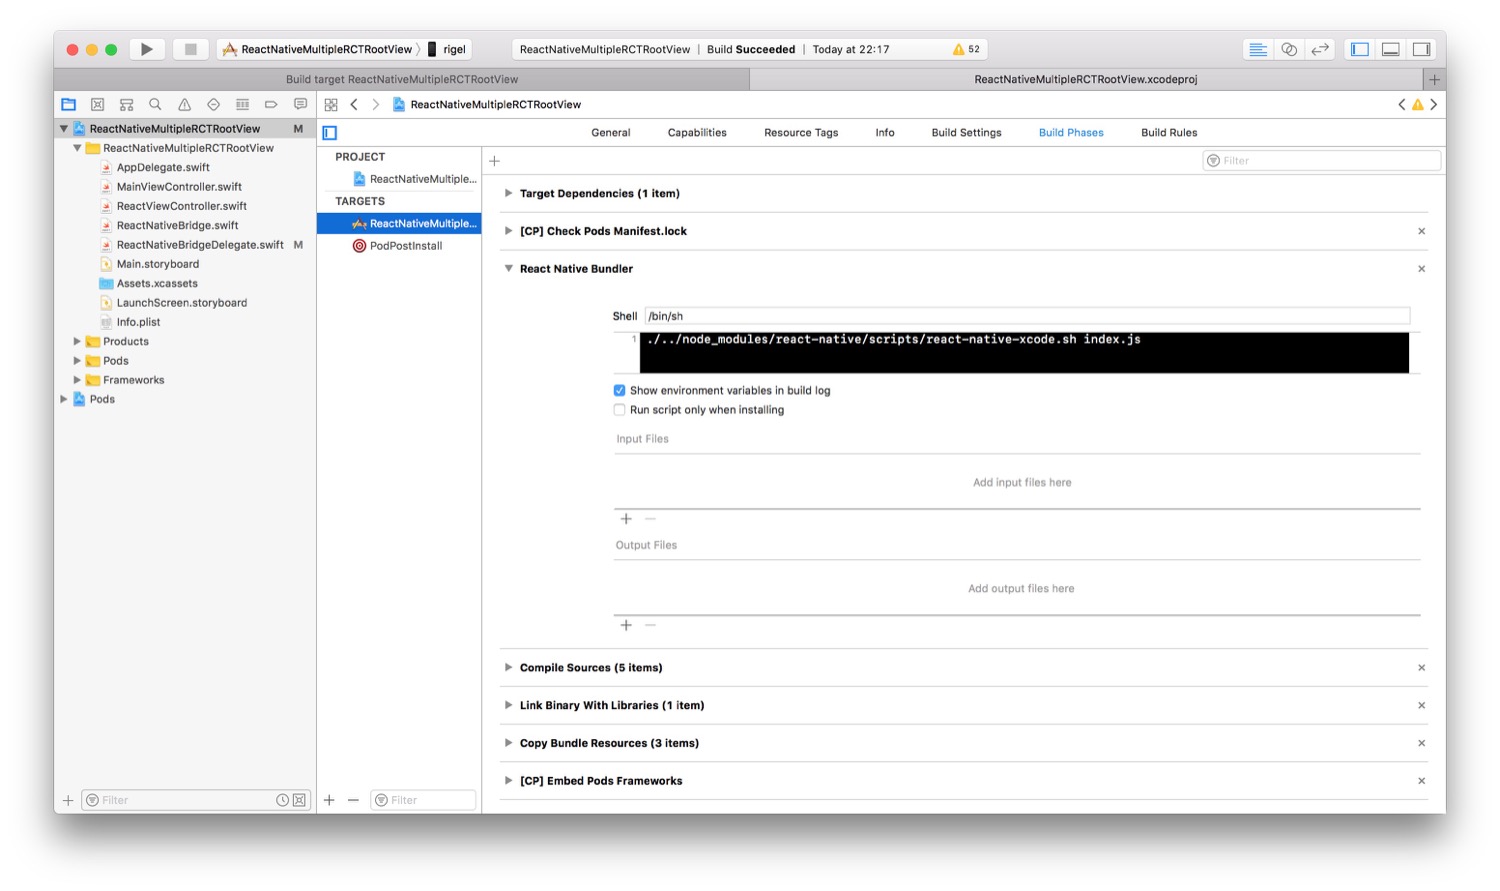 ReactNativeMultipleRCTRootView 〉 rigel
ReactNativeMultipleRCTRootView | Build Succeeded | Today at 22:17
52
Build target ReactNativeMultipleRCTRootView
ReactNativeMultipleRCTRootView.xcodeproj
ReactNativeMultipleRCTRootView M
ReactNativeMultipleRCTRootView
AppDelegate.swift
MainViewController.swift
ReactViewController.swift
ReactNativeBridge.swift
ReactNativeBridgeDelegate.swift M
Main.storyboard
Assets.xcassets
LaunchScreen.storyboard
Info.plist
Products
Pods
Frameworks
Pods
Filter
ReactNativeMultipleRCTRootView
General Capabilities Resource Tags Info Build Settings Build Phases Build Rules
PROJECT
ReactNativeMultiple...
TARGETS
ReactNativeMultiple...
PodPostInstall
Filter
Filter
Target Dependencies (1 item)
[CP] Check Pods Manifest.lock
React Native Bundler
Shell /bin/sh
1 ./../node_modules/react-native/scripts/react-native-xcode.sh index.js
Show environment variables in build log
Run script only when installing
Input Files
Add input files here
Output Files
Add output files here
Compile Sources (5 items)
Link Binary With Libraries (1 item)
Copy Bundle Resources (3 items)
[CP] Embed Pods Frameworks